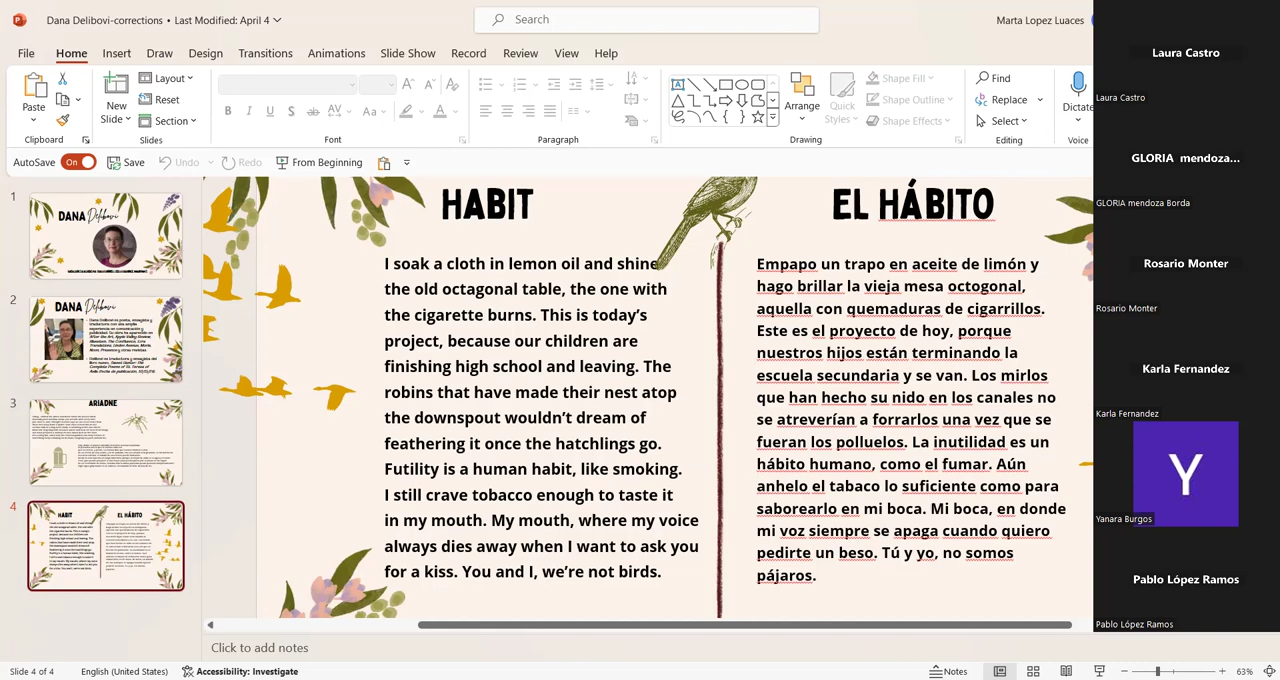 Dana Delibovi-corrections • Last Modified: April 4
Search
Marta Lopez Luaces
File Home Insert Draw Design Transitions Animations Slide Show Record Review View Help
Paste
New
Slide
Layout
Reset
Section
B I U S ab AV Aa A
Arrange
Quick
Styles
Shape Fill
Shape Outline
Shape Effects
Find
Replace
Select
Dictate
Clipboard Slides Font Paragraph Drawing Editing Voice
AutoSave On Save Undo Redo From Beginning
1
DANA Delibovi
2
DANA Delibovi
3
ARIADNE
4
HABIT EL HÁBITO
HABIT
I soak a cloth in lemon oil and shine
the old octagonal table, the one with
the cigarette burns. This is today’s
project, because our children are
finishing high school and leaving. The
robins that have made their nest atop
the downspout wouldn’t dream of
feathering it once the hatchlings go.
Futility is a human habit, like smoking.
I still crave tobacco enough to taste it
in my mouth. My mouth, where my voice
always dies away when I want to ask you
for a kiss. You and I, we’re not birds.
EL HÁBITO
Empapo un trapo en aceite de limón y
hago brillar la vieja mesa octogonal,
aquella con quemaduras de cigarillos.
Este es el proyecto de hoy, porque
nuestros hijos están terminando la
escuela secundaria y se van. Los mirlos
que han hecho su nido en los canales no
se atreverían a forrarlos una vez que se
fueran los polluelos. La inutilidad es un
hábito humano, como el fumar. Aún
anhelo el tabaco lo suficiente como para
saborearlo en mi boca. Mi boca, en donde
mi voz siempre se apaga cuando quiero
pedirte un beso. Tú y yo, no somos
pájaros.
Click to add notes
Slide 4 of 4 English (United States) Accessibility: Investigate Notes 63%
Laura Castro
Laura Castro
GLORIA mendoza...
GLORIA mendoza Borda
Rosario Monter
Rosario Monter
Karla Fernandez
Karla Fernandez
Y
Yanara Burgos
Pablo López Ramos
Pablo López Ramos